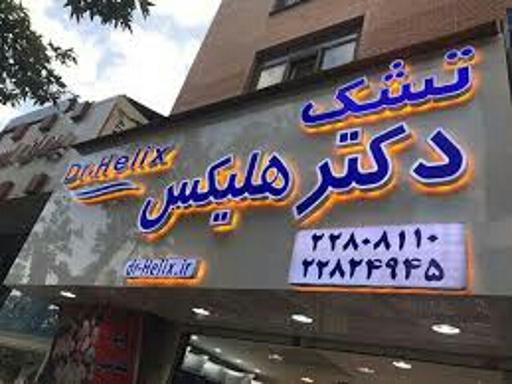 تشک
دکتر هلیکس
Dr.Helix
۲۲۸۰۸۱۱۰
۲۲۸۲۴۹۴۵
dr-Helix.ir